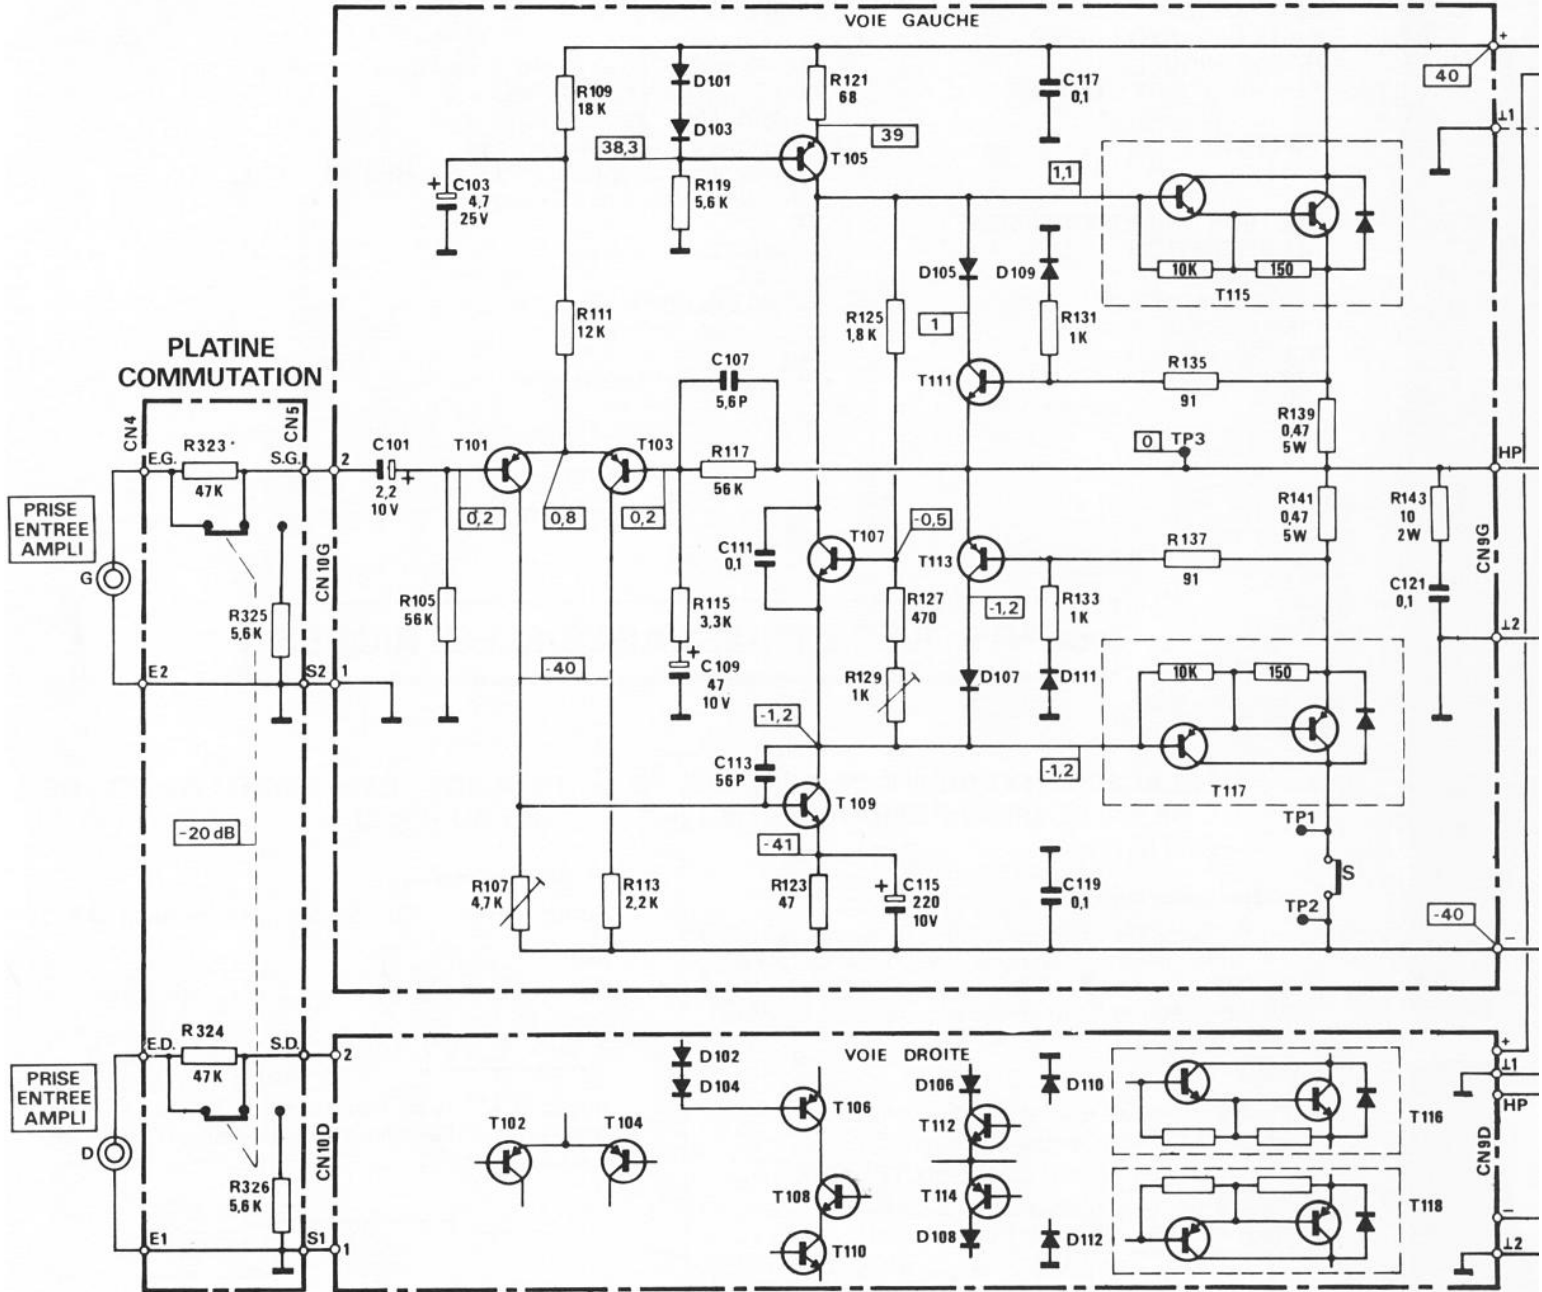 VOIE GAUCHE
+
40
R109
18 K
D101
R121
68
C117
0,1
⊥1
D103
38,3
39
T105
C103
4,7
25V
+
R119
5,6 K
1,1
10K
150
T115
D105
D109
R111
12 K
R125
1,8 K
1
R131
1K
PLATINE
COMMUTATION
C107
5,6 P
T111
R135
91
R139
0,47
5W
CN4
CN5
R323
47K
E.G.
S.G.
2
C101
2,2
10 V
+
T101
T103
R117
56 K
0
TP3
HP
0,2
0,8
0,2
R141
0,47
5W
R143
10
2W
PRISE
ENTREE
AMPLI
G
CN10G
C111
0,1
T107
-0,5
T113
R137
91
CN9G
R325
5,6 K
R105
56K
R115
3,3K
R127
470
-1,2
R133
1K
C121
0,1
⊥2
E2
S2
1
-40
+
C109
47
10 V
R129
1K
D107
D111
10K
150
-1,2
C113
56 P
-1,2
T109
T117
-20 dB
TP1
-41
R107
4,7 K
R113
2,2K
R123
47
+
C115
220
10V
C119
0,1
S
TP2
-40
−
R324
47K
E.D.
S.D.
2
VOIE DROITE
+
PRISE
ENTREE
AMPLI
D
D102
D104
D106
D110
⊥1
HP
T106
T112
T116
T102
T104
CN10D
CN9D
R326
5,6 K
T108
T114
T118
−
E1
S1
1
T110
D108
D112
⊥2